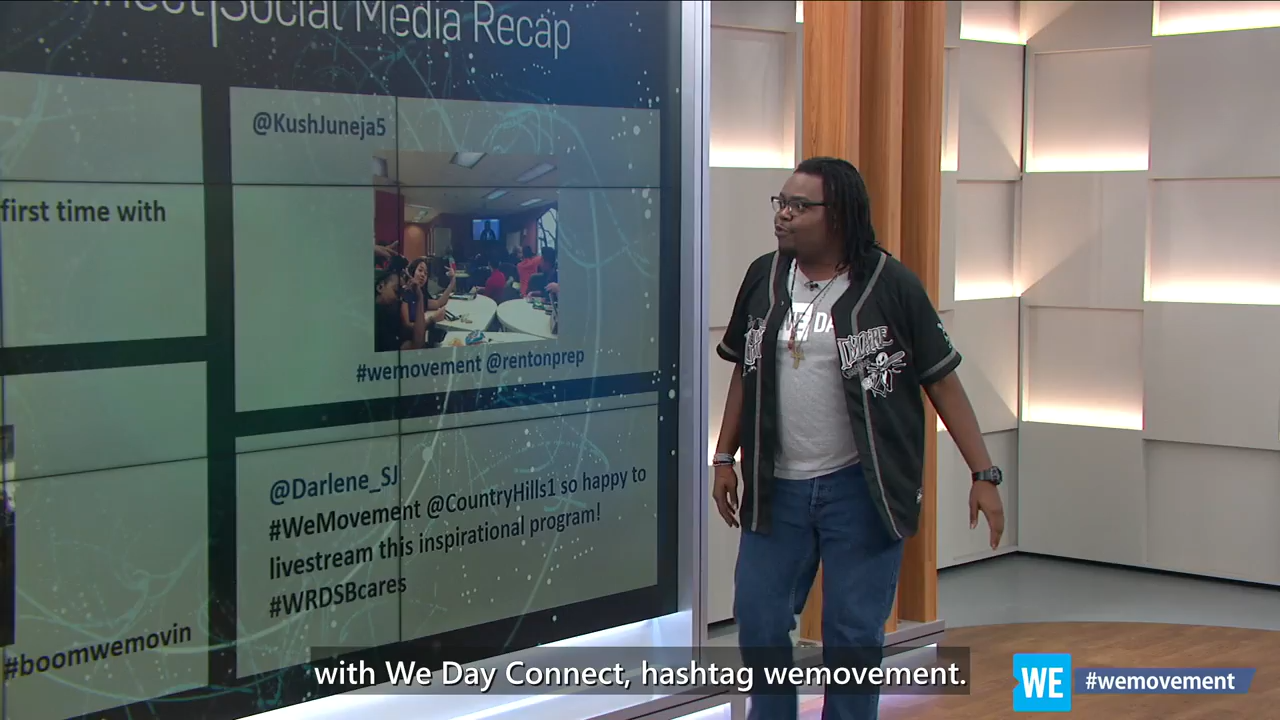 Social Media Recap
@KushJuneja5
first time with
#wemovement @rentonprep
@Darlene_SJ
#WeMovement @CountryHills1 so happy to
livestream this inspirational program!
#WRDSBcares
#boomwemovin
with We Day Connect, hashtag wemovement.
WE
#wemovement